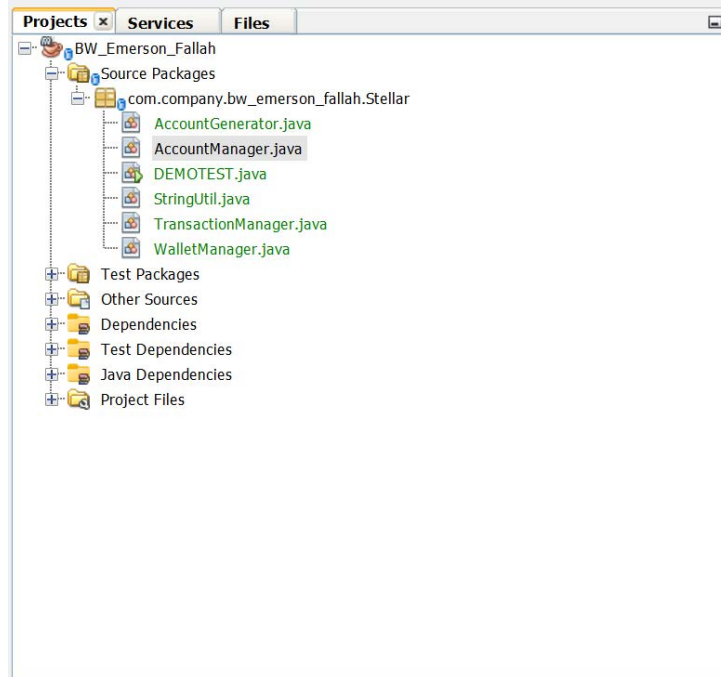 Projects Services Files
BW_Emerson_Fallah
Source Packages
com.company.bw_emerson_fallah.Stellar
AccountGenerator.java
AccountManager.java
DEMOTEST.java
StringUtil.java
TransactionManager.java
WalletManager.java
Test Packages
Other Sources
Dependencies
Test Dependencies
Java Dependencies
Project Files